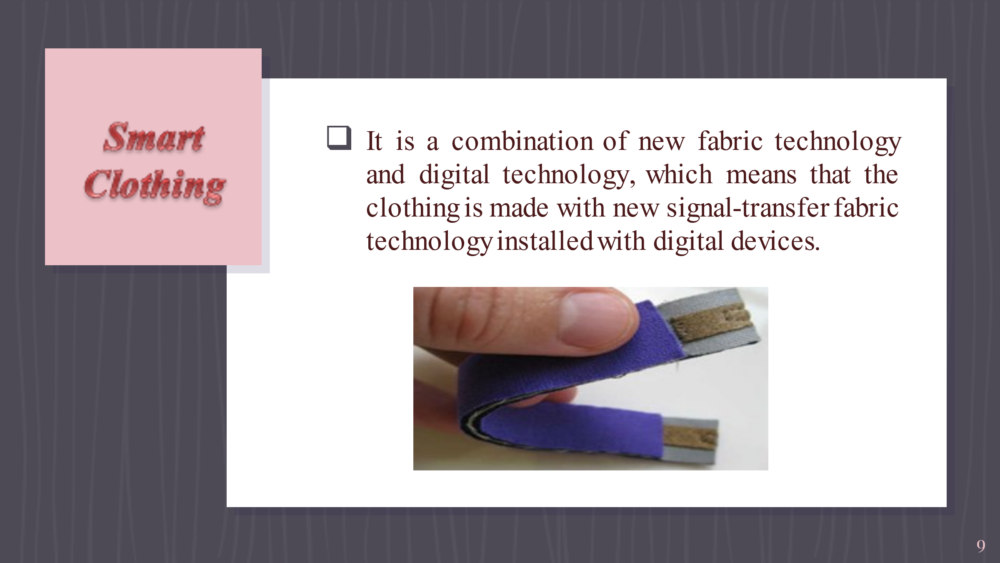 Smart
Clothing
It is a combination of new fabric technology
and digital technology, which means that the
clothing is made with new signal-transfer fabric
technology installed with digital devices.
9